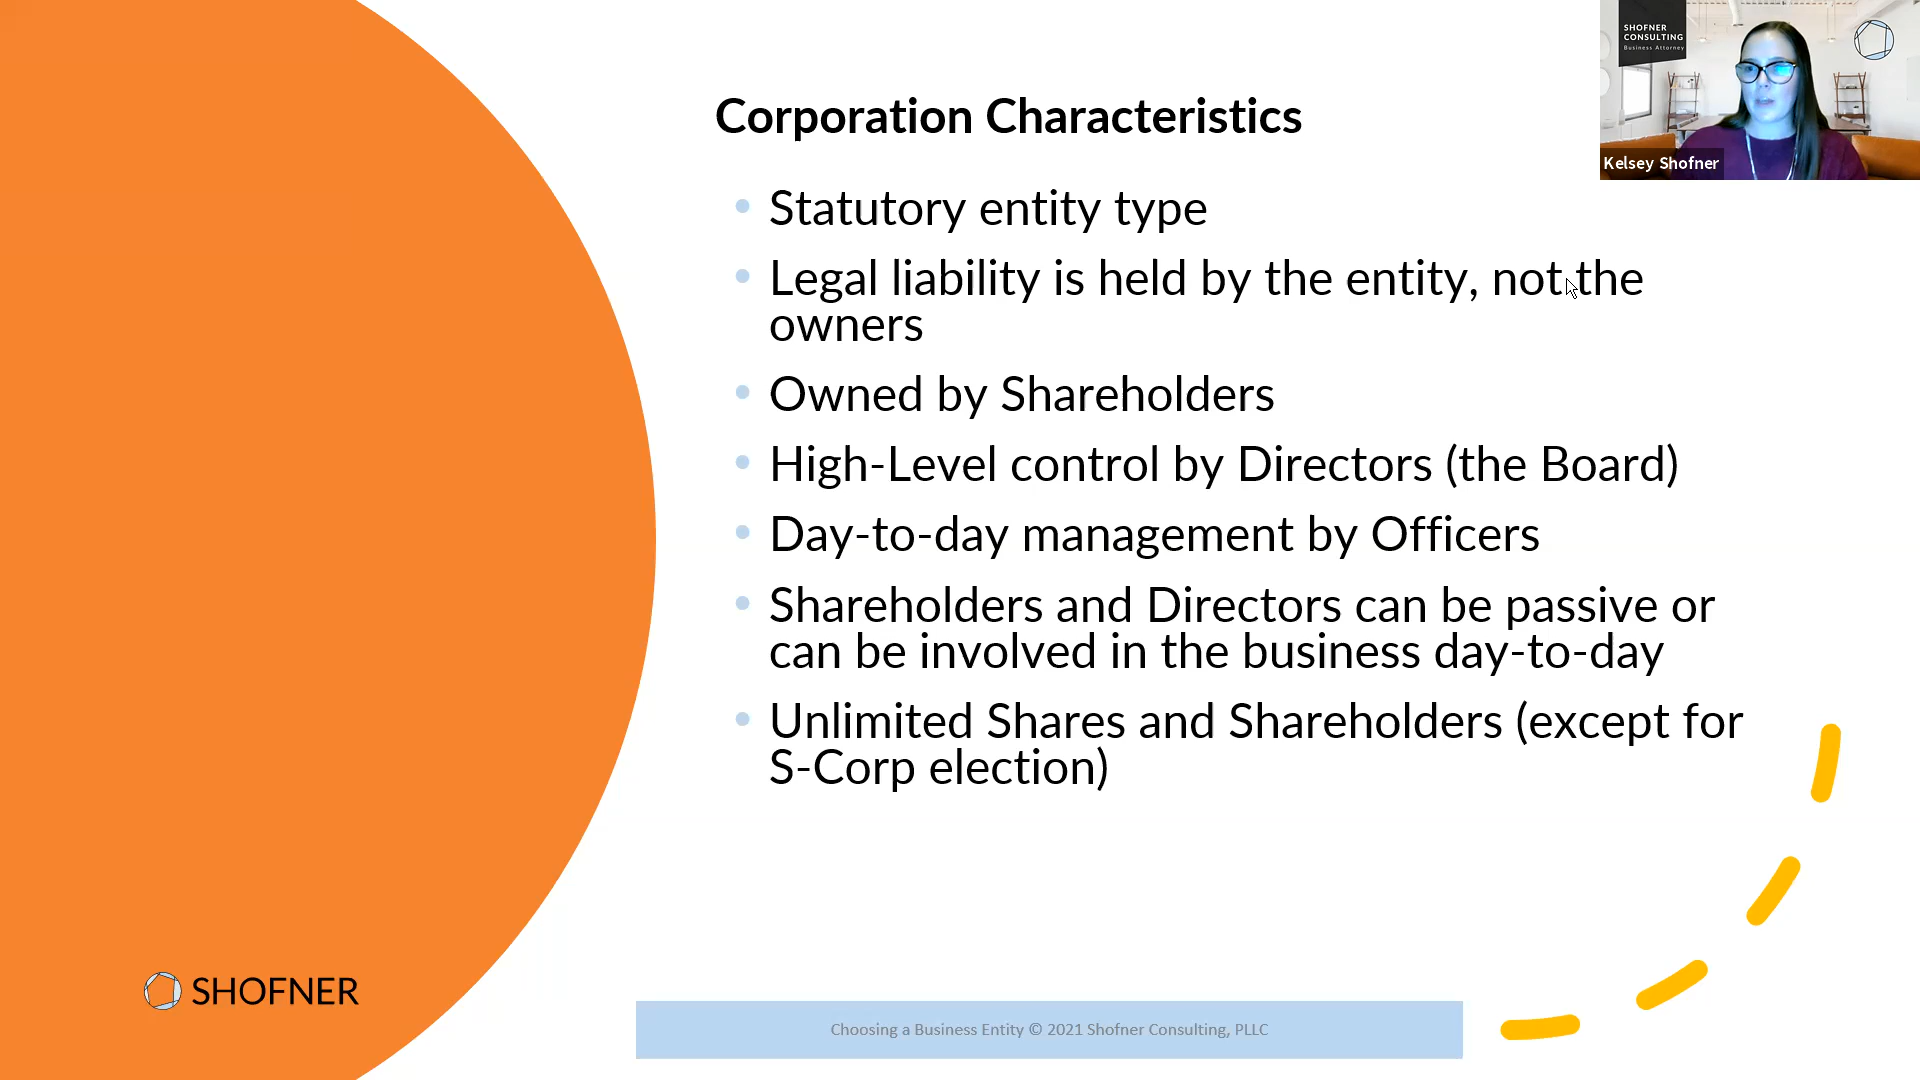 SHOFNER
CONSULTING
Business Attorney
Kelsey Shofner
Corporation Characteristics
• Statutory entity type
• Legal liability is held by the entity, not the
owners
• Owned by Shareholders
• High-Level control by Directors (the Board)
• Day-to-day management by Officers
• Shareholders and Directors can be passive or
can be involved in the business day-to-day
• Unlimited Shares and Shareholders (except for
S-Corp election)
SHOFNER
Choosing a Business Entity © 2021 Shofner Consulting, PLLC